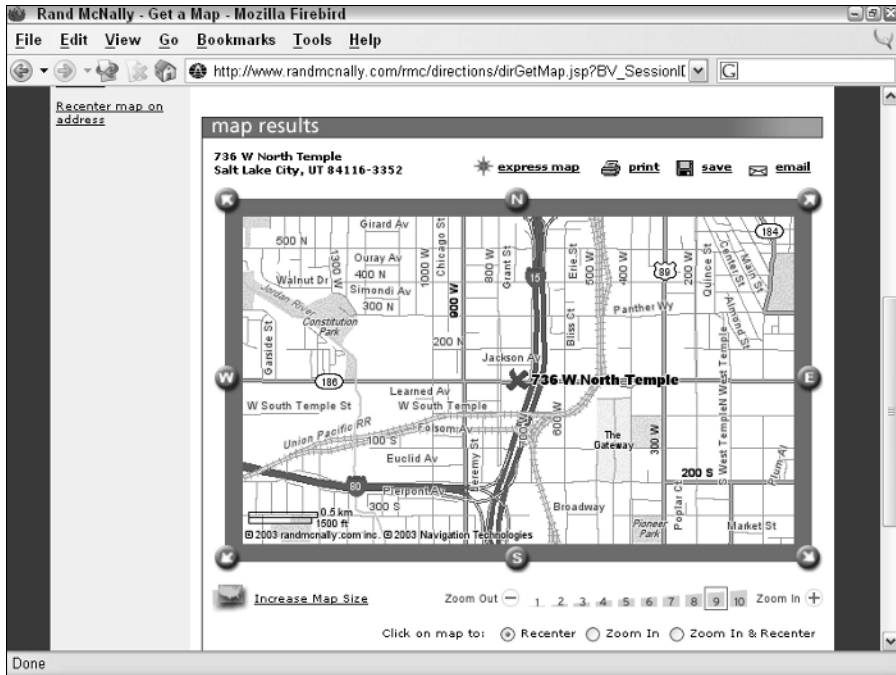 Rand McNally - Get a Map - Mozilla Firebird
File Edit View Go Bookmarks Tools Help
http://www.randmcnally.com/rmc/directions/dirGetMap.jsp?BV_SessionI
G
Recenter map on
address
map results
736 W North Temple
Salt Lake City, UT 84116-3352
express map print save email
N
Girard Av
500 N
1300 W
Ouray Av
400 N
Walnut Dr
Simondi Av
300 N
1000 W
Chicago St
900 W
800 W
Grant St
15
Erie St
500 W
400 W
89
200 W
Quince St
Center St
Main St
184
Almond St
Jordan River
Constitution
Park
Garside St
200 N
Bliss Ct
Panther Wy
Jackson Av
W
186
736 W North Temple
E
Learned Av
W South Temple St
W South Temple
N West Temple
S West Temple
Union Pacific RR
100 S
Folsom Av
700 W
600 W
The
Gateway
300 W
Euclid Av
Jeremy St
200 S
Plum Al
80
Pierpont Av
300 S
Broadway
Pioneer
Park
Poplar Ct
Market St
0.5 km
1500 ft
© 2003 randmcnally.com inc. © 2003 Navigation Technologies
S
Increase Map Size
Zoom Out 1 2 3 4 5 6 7 8 9 10 Zoom In
Click on map to: Recenter Zoom In Zoom In & Recenter
Done